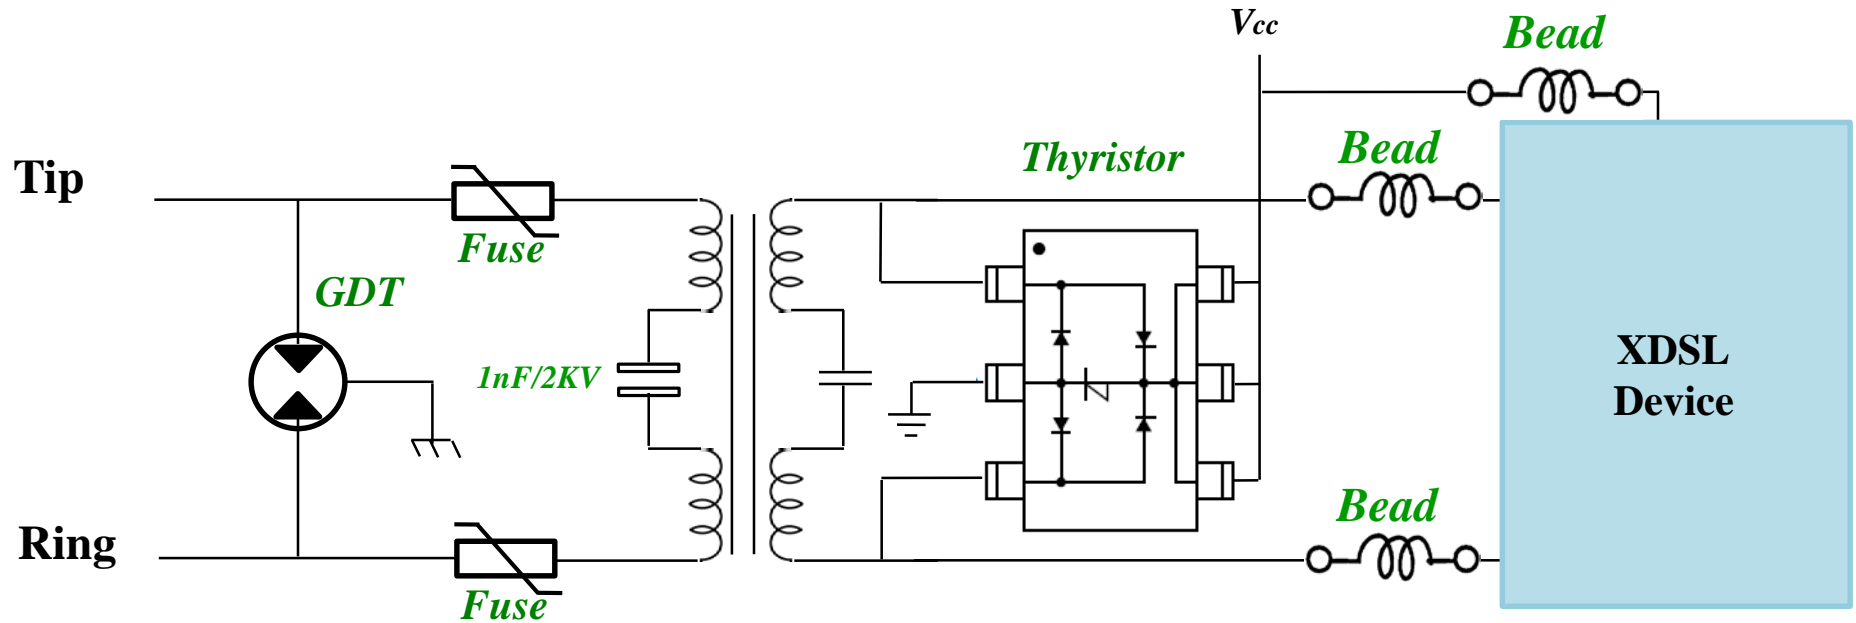 Vcc
Bead
Thyristor
Bead
Tip
Fuse
GDT
1nF/2KV
XDSL
Device
Ring
Bead
Fuse